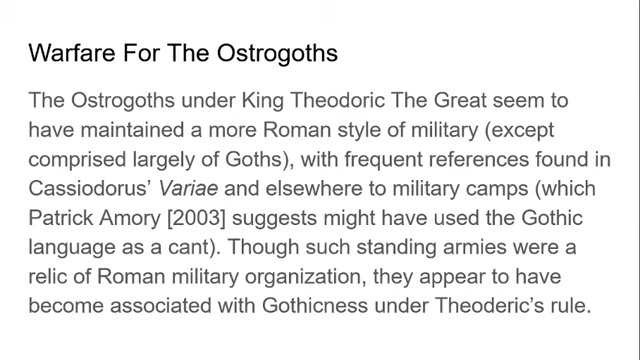 Warfare For The Ostrogoths
The Ostrogoths under King Theodoric The Great seem to
have maintained a more Roman style of military (except
comprised largely of Goths), with frequent references found in
Cassiodorus’ Variae and elsewhere to military camps (which
Patrick Amory [2003] suggests might have used the Gothic
language as a cant). Though such standing armies were a
relic of Roman military organization, they appear to have
become associated with Gothicness under Theoderic’s rule.